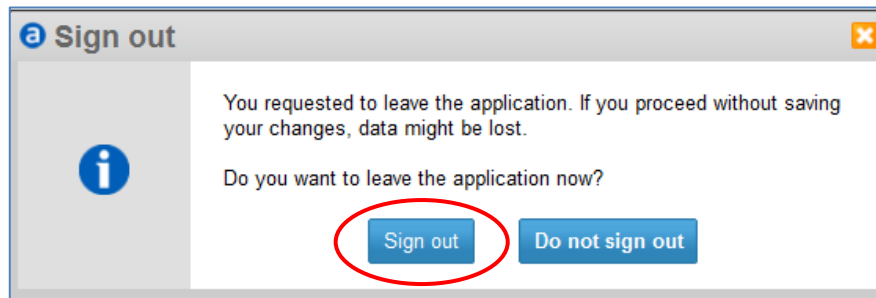 Sign out
You requested to leave the application. If you proceed without saving
your changes, data might be lost.
Do you want to leave the application now?
Sign out Do not sign out